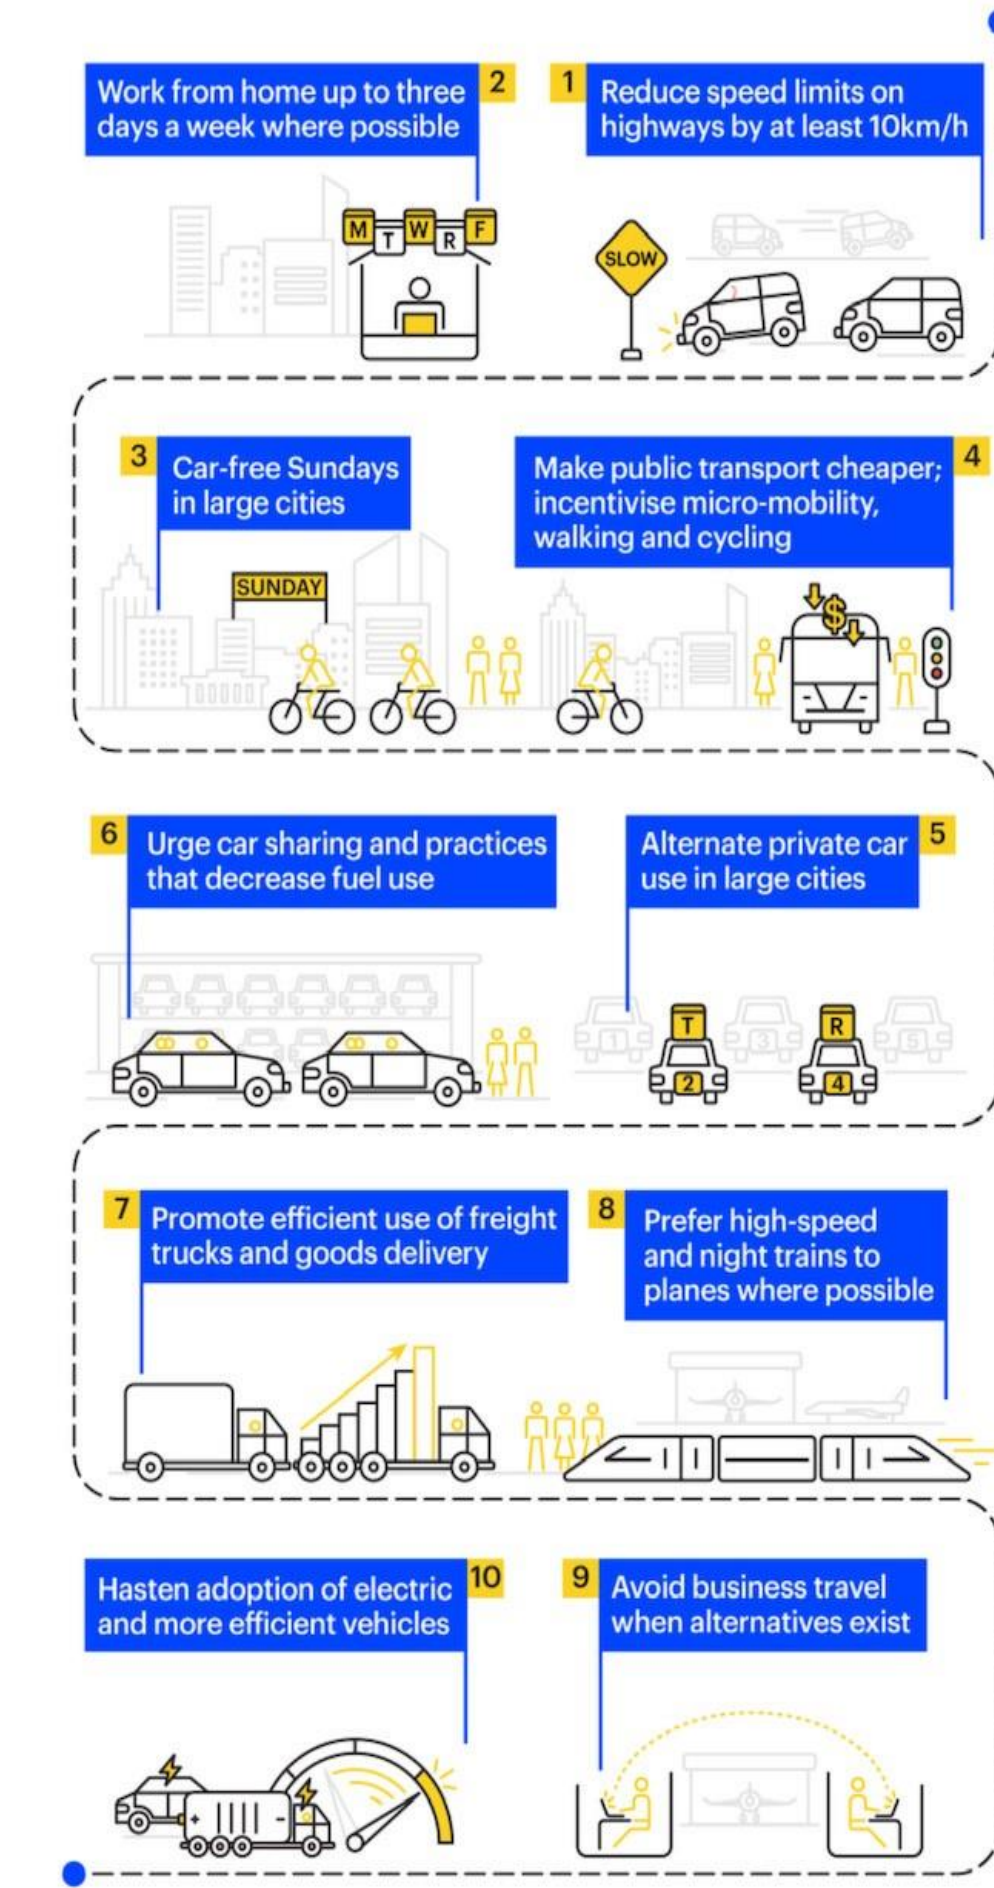 1
Reduce speed limits on
highways by at least 10km/h
SLOW
2
Work from home up to three
days a week where possible
M T W R F
3
Car-free Sundays
in large cities
SUNDAY
4
Make public transport cheaper;
incentivise micro-mobility,
walking and cycling
$
5
Alternate private car
use in large cities
T R
1 2 3 4 5
6
Urge car sharing and practices
that decrease fuel use
7
Promote efficient use of freight
trucks and goods delivery
8
Prefer high-speed
and night trains to
planes where possible
9
Avoid business travel
when alternatives exist
10
Hasten adoption of electric
and more efficient vehicles
+ -